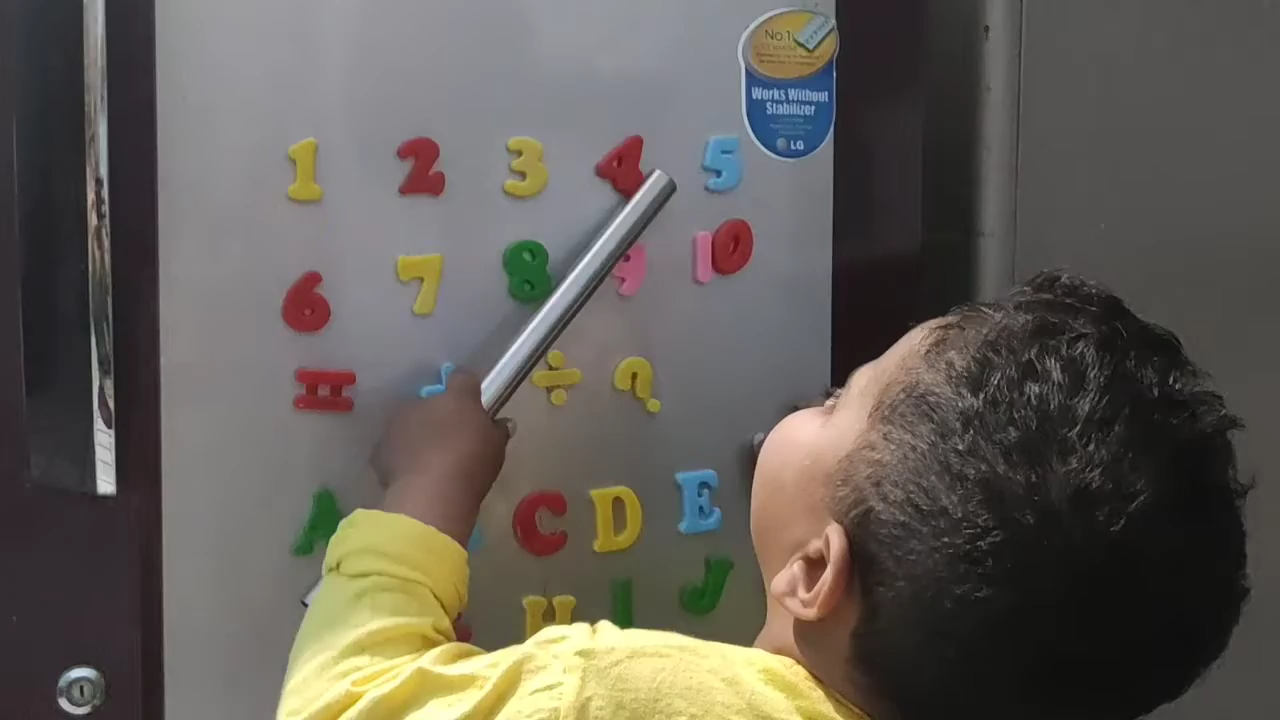 No.1
Works Without
Stabilizer
LG
1 2 3 4 5
6 7 8 9 10
=
÷ ?
A C D E
H I J